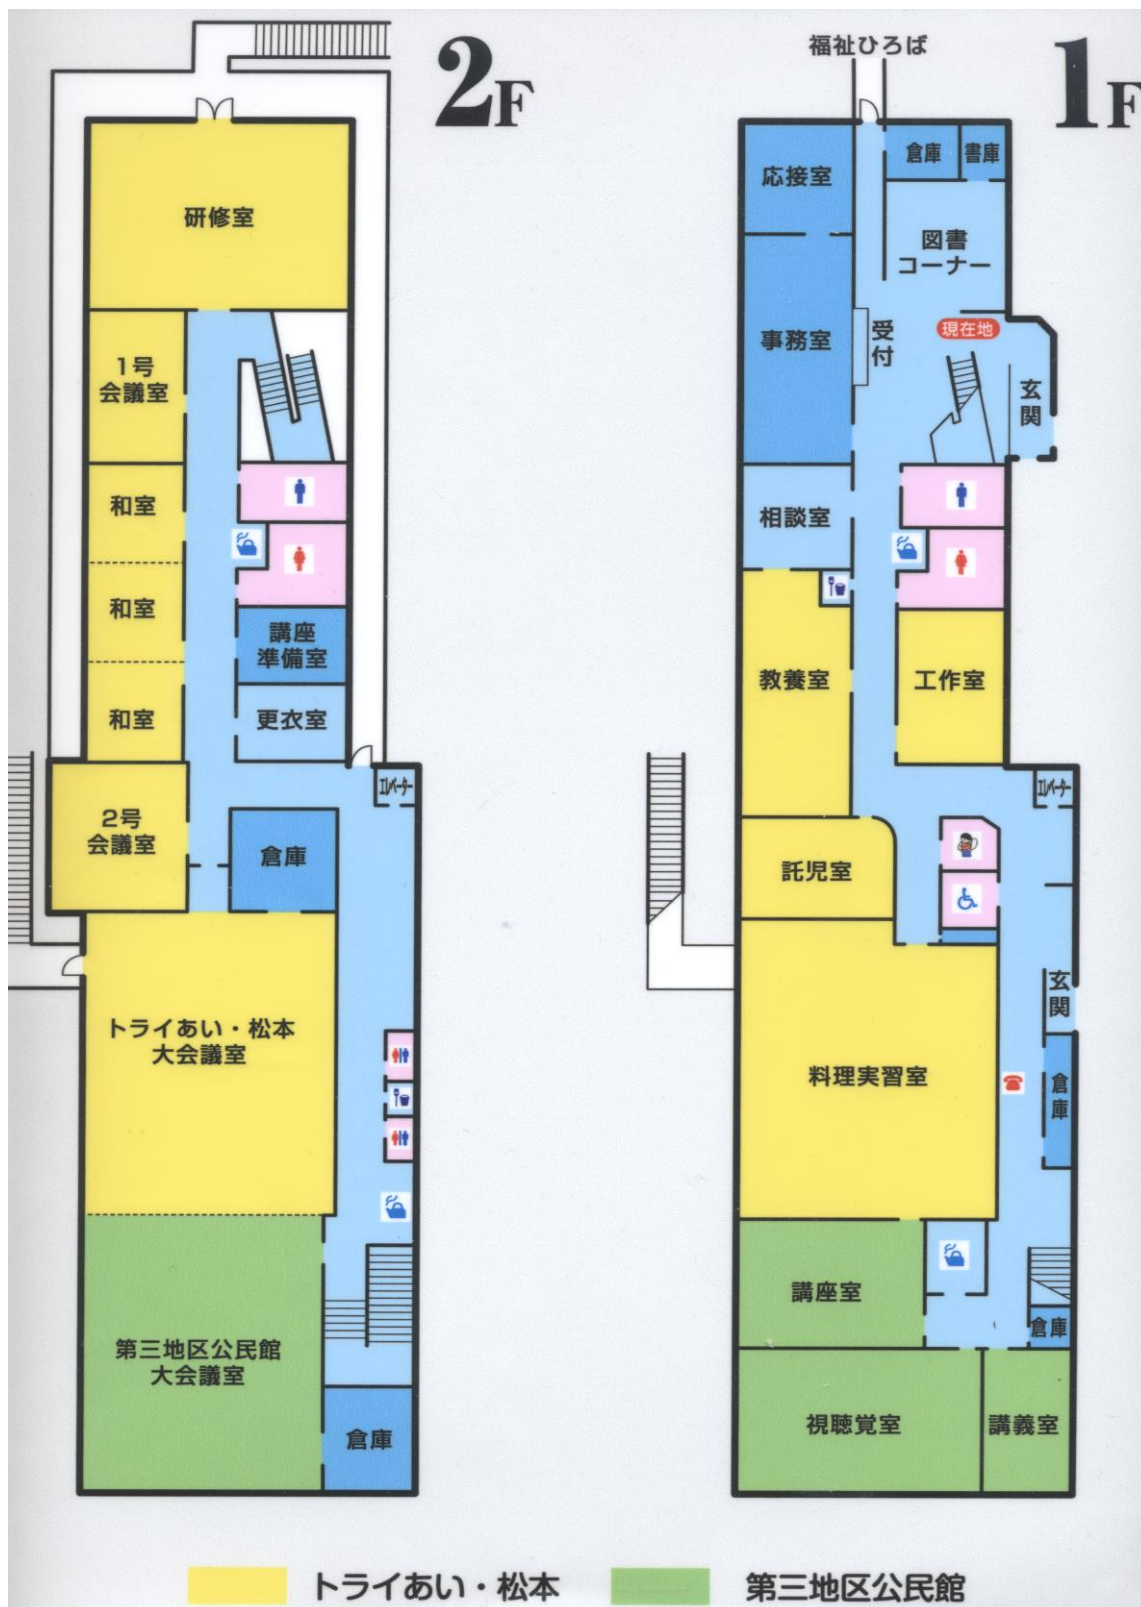 2F
研修室
1号
会議室
和室
和室
和室
講座
準備室
更衣室
エレベーター
2号
会議室
倉庫
トライあい・松本
大会議室
第三地区公民館
大会議室
倉庫
福祉ひろば
1F
応接室
倉庫
書庫
図書
コーナー
事務室
受付
現在地
玄関
相談室
教養室
工作室
エレベーター
託児室
玄関
料理実習室
倉庫
講座室
倉庫
視聴覚室
講義室
トライあい・松本
第三地区公民館